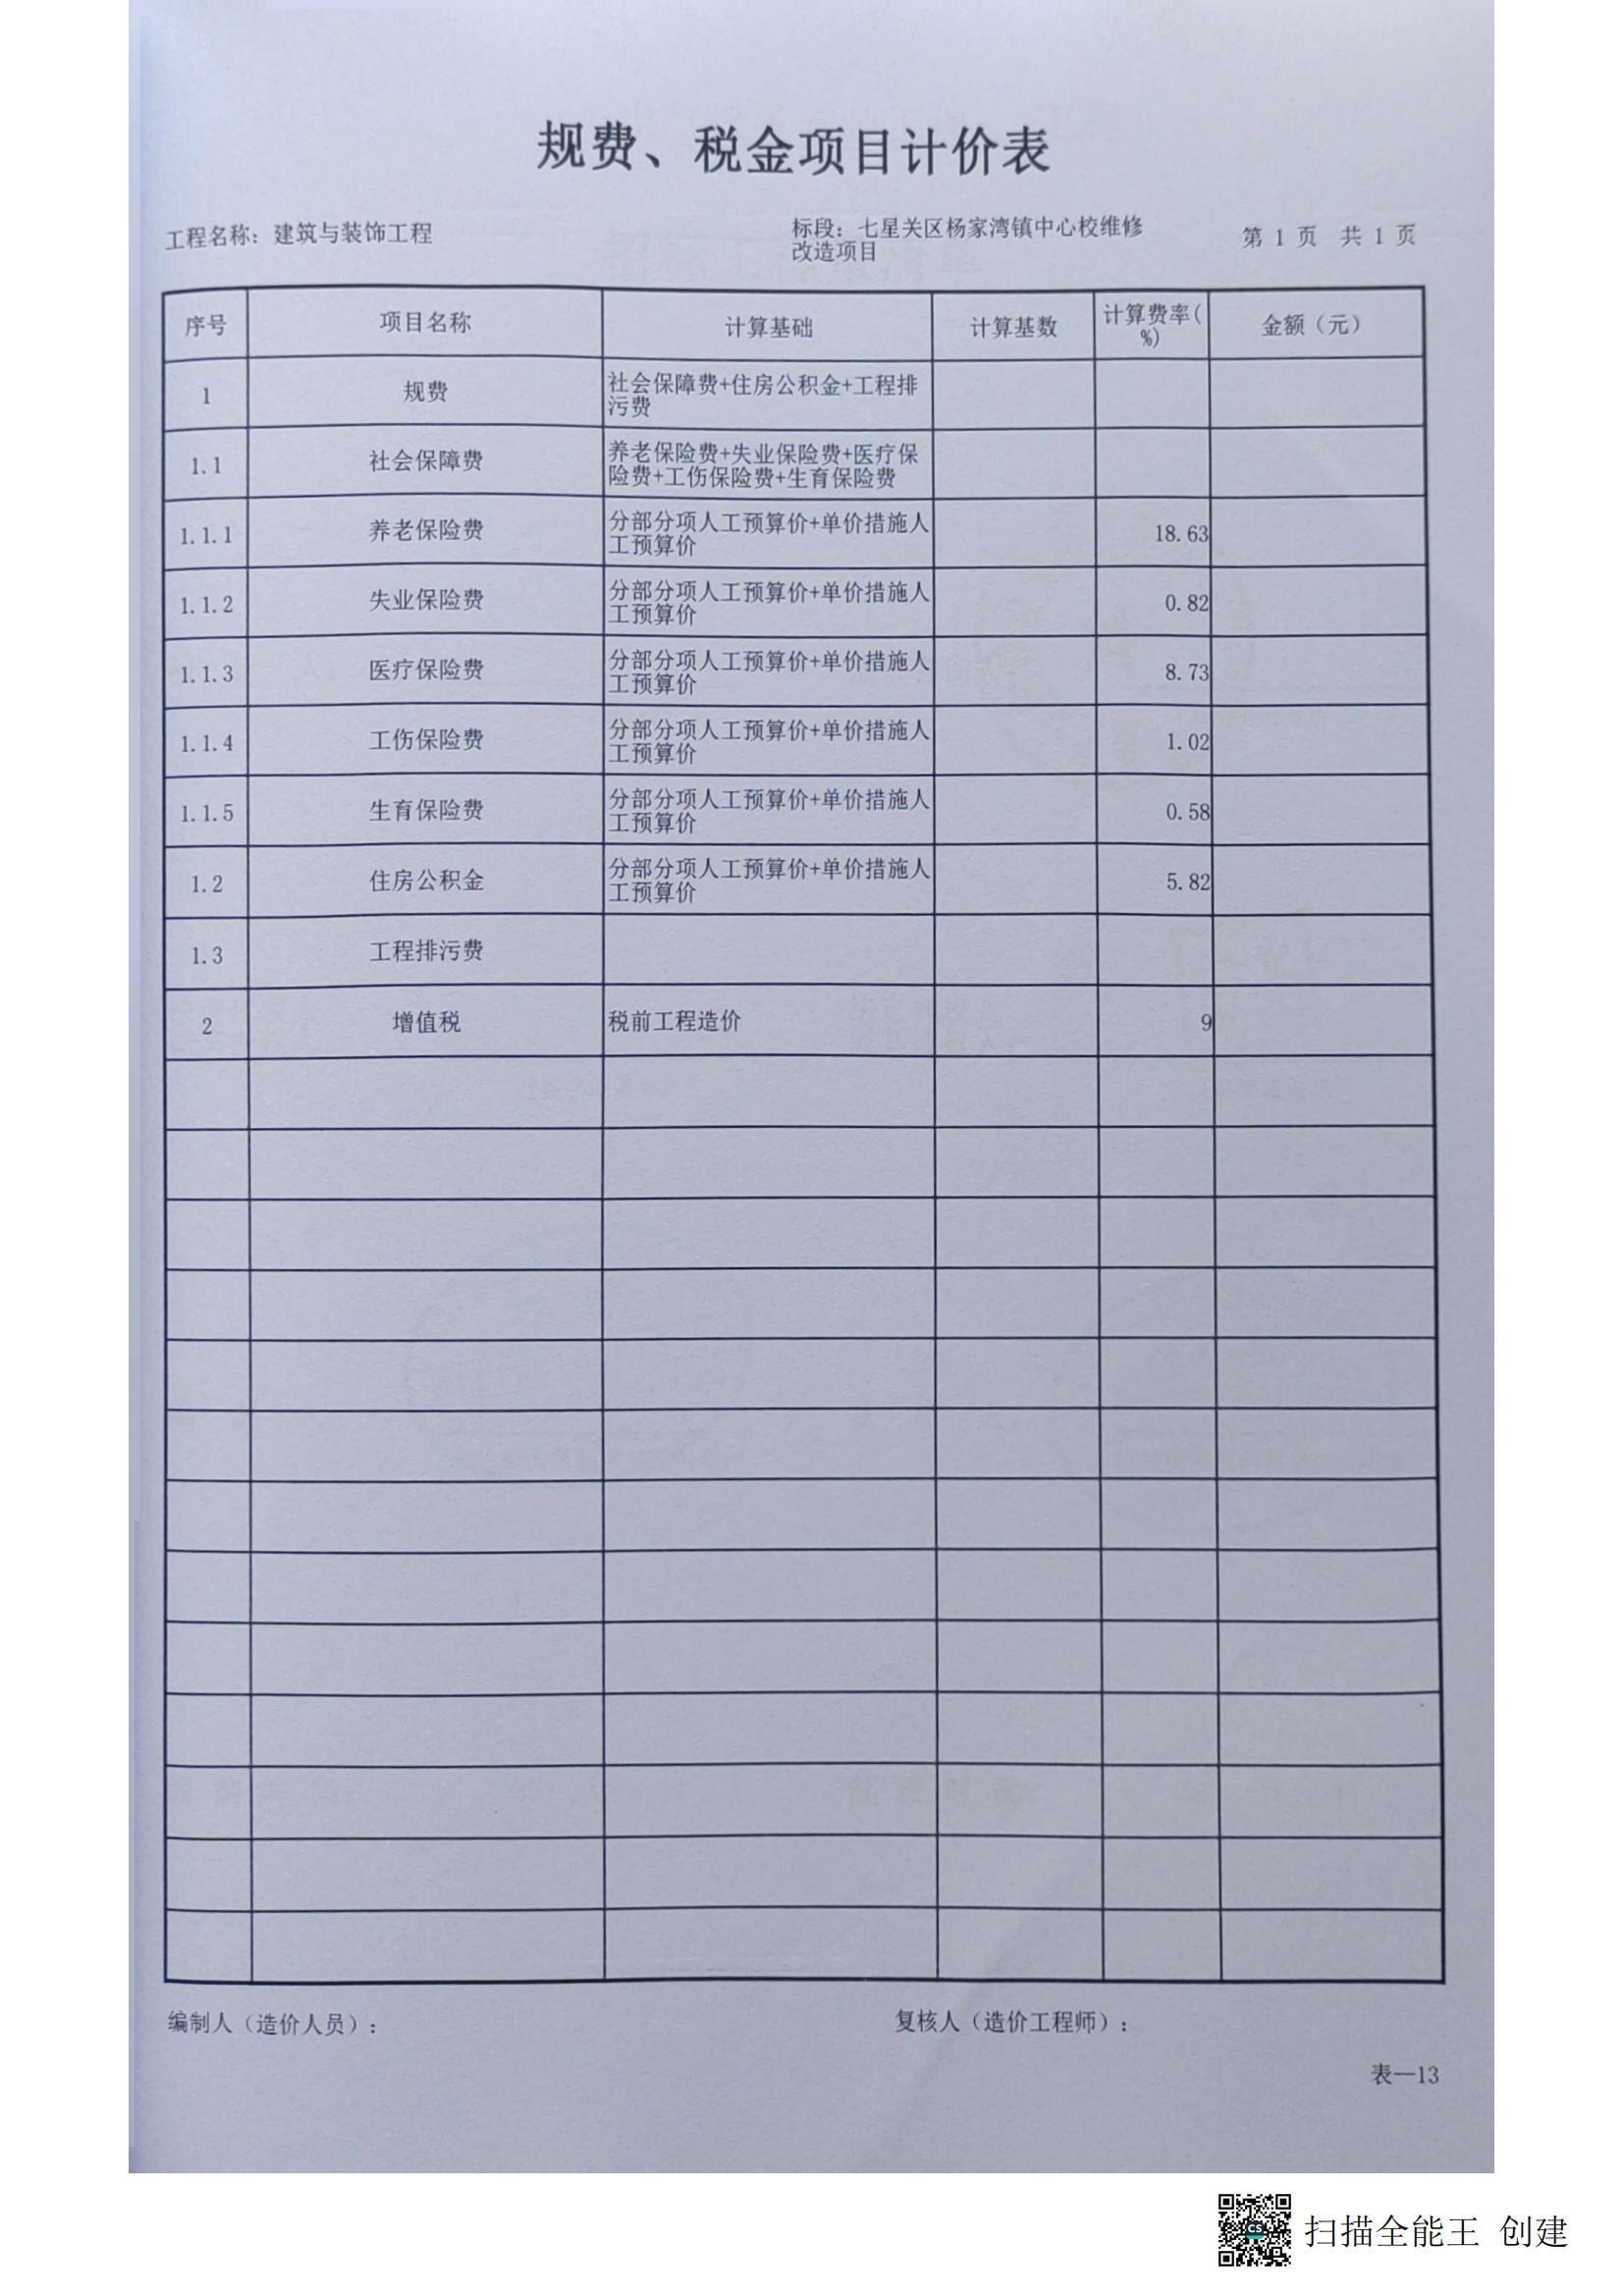 规费、税金项目计价表
工程名称：建筑与装饰工程
标段：七星关区杨家湾镇中心校维修
改造项目
第 1 页 共 1 页
序号 项目名称 计算基础 计算基数 计算费率(
%) 金额（元）
1 规费 社会保障费+住房公积金+工程排
污费
1.1 社会保障费 养老保险费+失业保险费+医疗保
险费+工伤保险费+生育保险费
1.1.1 养老保险费 分部分项人工预算价+单价措施人
工预算价 18.63
1.1.2 失业保险费 分部分项人工预算价+单价措施人
工预算价 0.82
1.1.3 医疗保险费 分部分项人工预算价+单价措施人
工预算价 8.73
1.1.4 工伤保险费 分部分项人工预算价+单价措施人
工预算价 1.02
1.1.5 生育保险费 分部分项人工预算价+单价措施人
工预算价 0.58
1.2 住房公积金 分部分项人工预算价+单价措施人
工预算价 5.82
1.3 工程排污费
2 增值税 税前工程造价 9
编制人（造价人员）： 复核人（造价工程师）：
表—13
CS
扫描全能王 创建